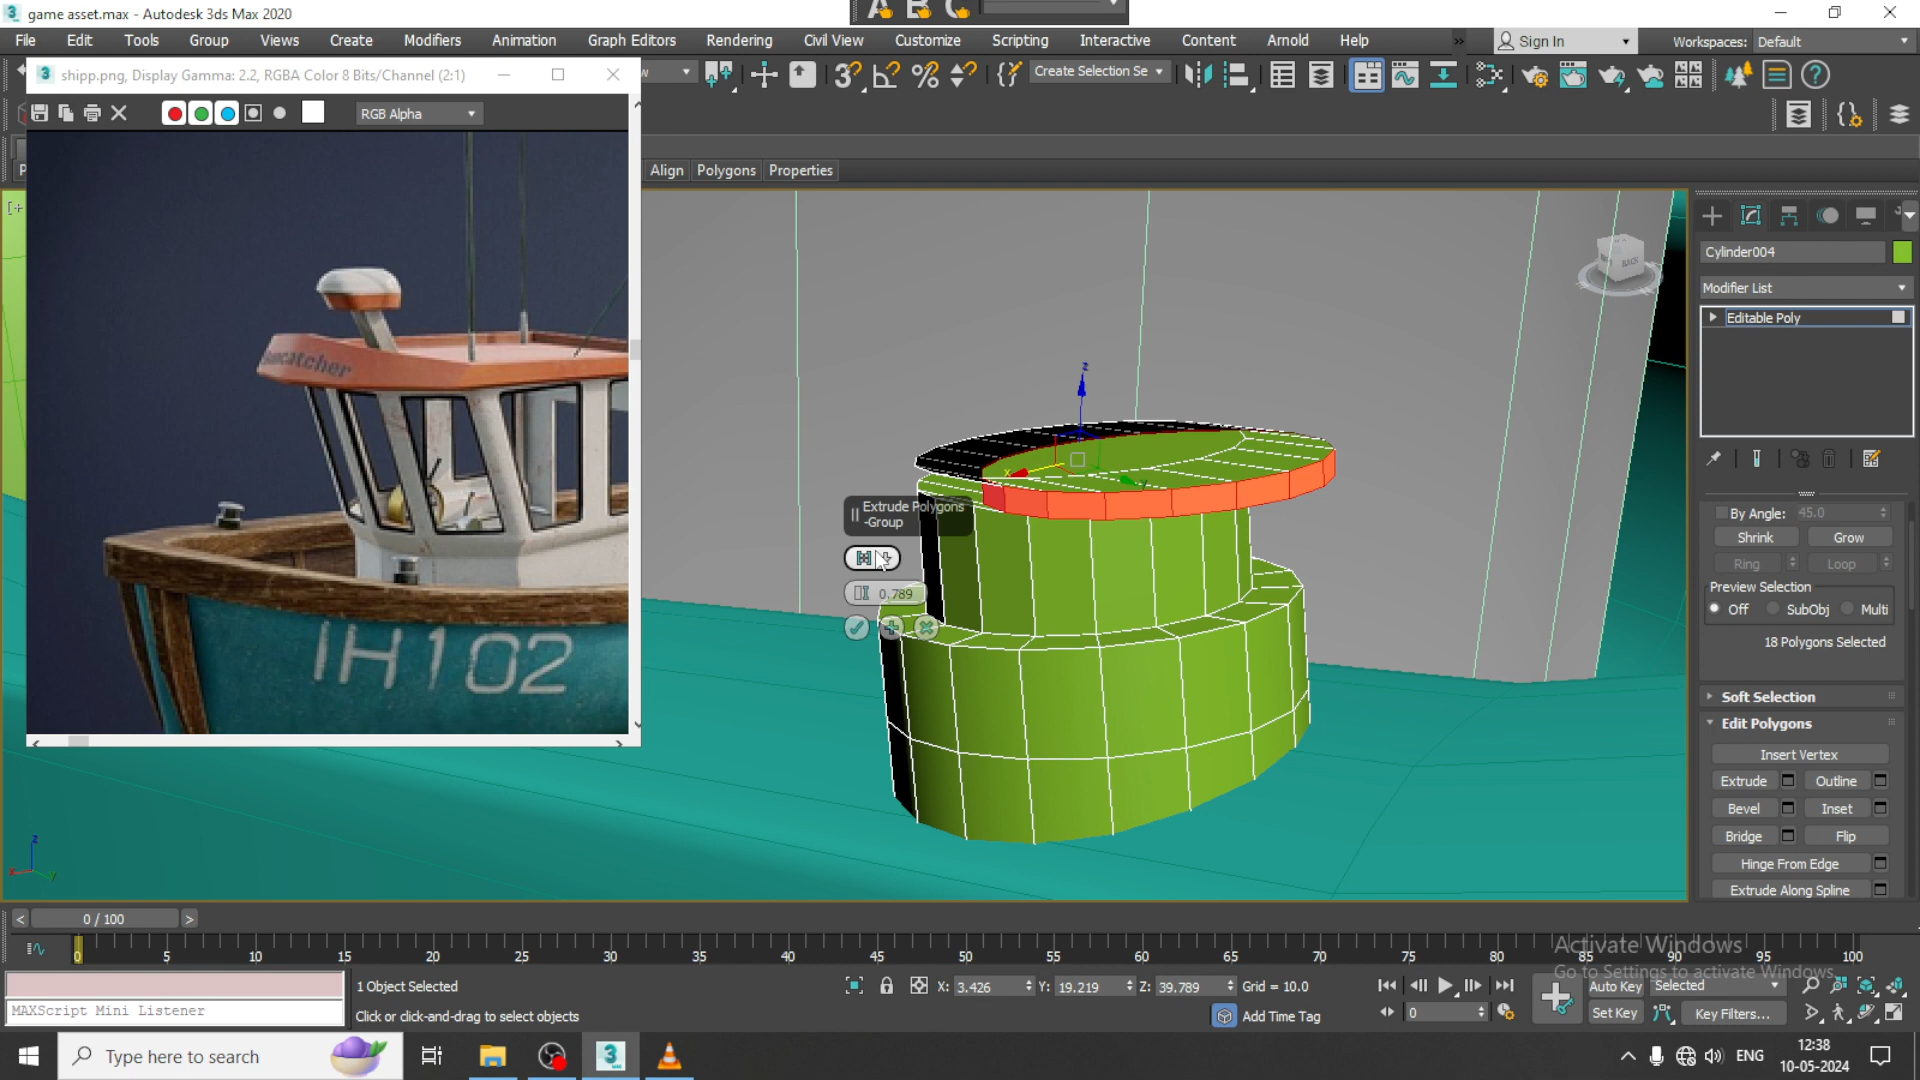 game asset.max - Autodesk 3ds Max 2020
File Edit Tools Group Views Create Modifiers Animation Graph Editors Rendering Civil View Customize Scripting Interactive Content Arnold Help
Sign In
Workspaces: Default
shipp.png, Display Gamma: 2.2, RGBA Color 8 Bits/Channel (2:1)
Create Selection Se
RGB Alpha
Align Polygons Properties
Cylinder004
Modifier List
Editable Poly
Extrude Polygons
-Group
0.789
IH102
BACK
By Angle: 45.0
Shrink Grow
Ring Loop
Preview Selection
Off SubObj Multi
18 Polygons Selected
Soft Selection
Edit Polygons
Insert Vertex
Extrude Outline
Bevel Inset
Bridge Flip
Hinge From Edge
Extrude Along Spline
0 / 100
0 5 10 15 20 25 30 35 40 45 50 55 60 65 70 75 80 85 90 95 100
Activate Windows
Go to Settings to activate Windows.
1 Object Selected
X: 3.426 Y: 19.219 Z: 39.789 Grid = 10.0
Auto Key Selected
MAXScript Mini Listener
Click or click-and-drag to select objects
Add Time Tag
0
Set Key Key Filters...
Type here to search
ENG
12:38
10-05-2024